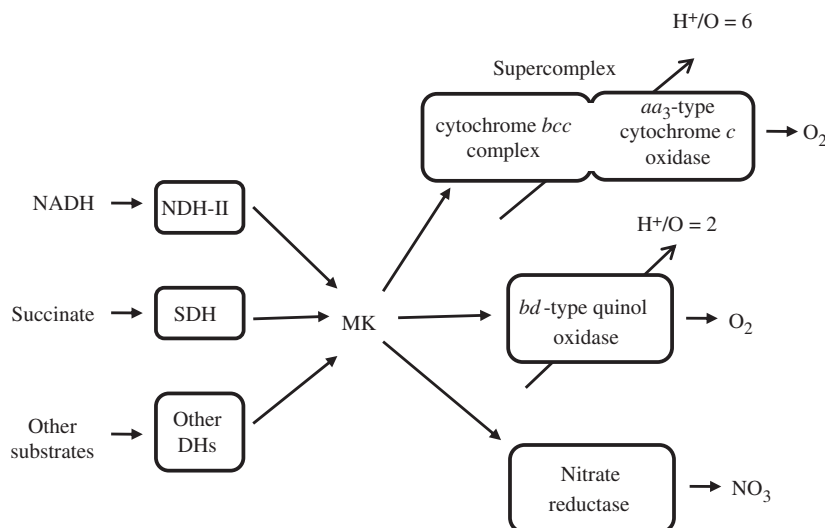 H⁺/O = 6
Supercomplex
cytochrome bcc
complex
aa₃-type
cytochrome c
oxidase
O₂
NADH
NDH-II
H⁺/O = 2
Succinate
SDH
MK
bd-type quinol
oxidase
O₂
Other
substrates
Other
DHs
Nitrate
reductase
NO₃